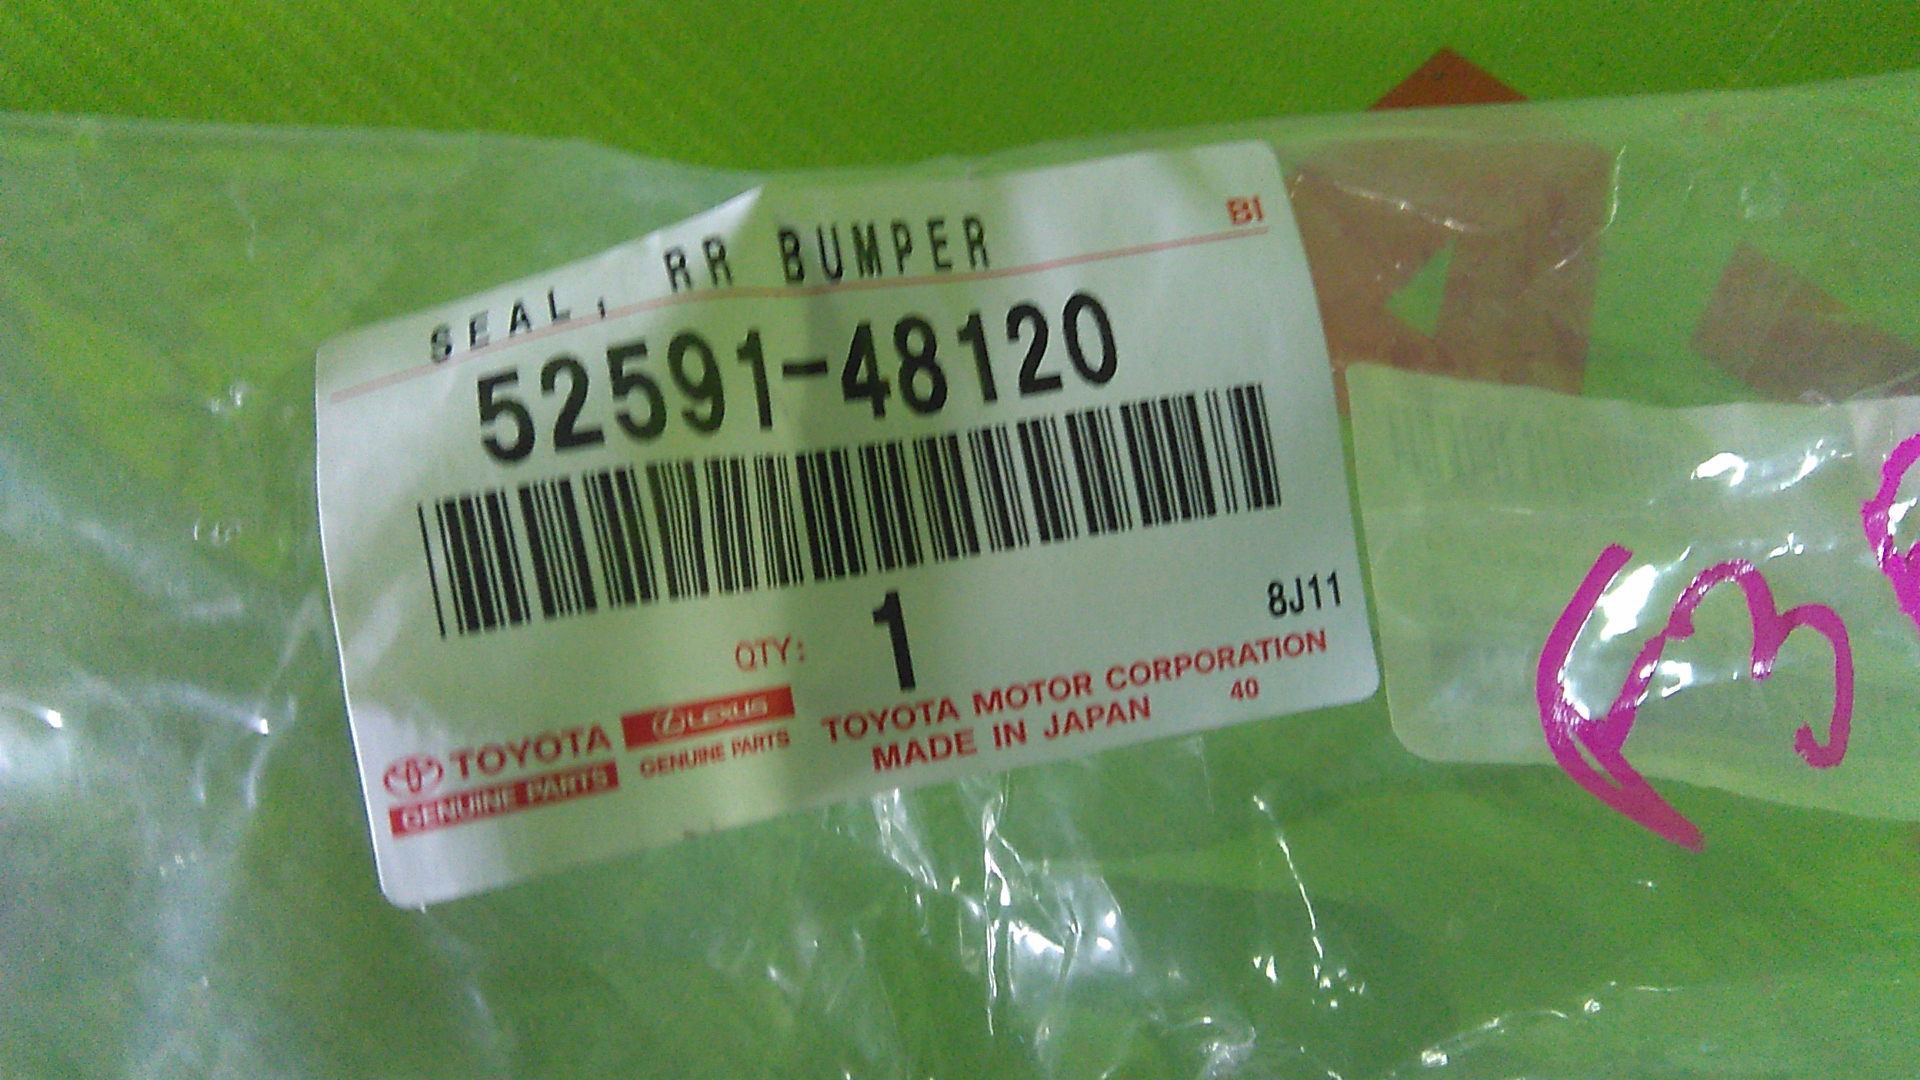 BI
SEAL, RR BUMPER
52591-48120
QTY: 1
8J11
TOYOTA
GENUINE PARTS
LEXUS
GENUINE PARTS
TOYOTA MOTOR CORPORATION
MADE IN JAPAN
40